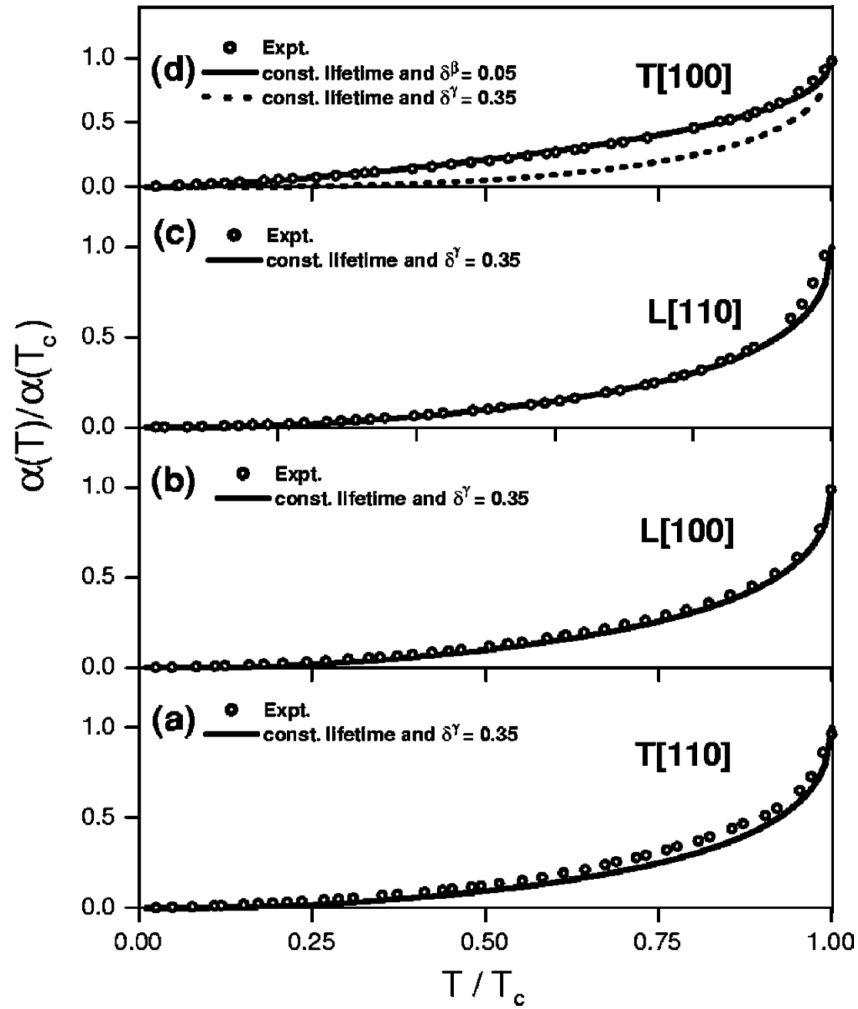 (d)
Expt.
const. lifetime and δ^β = 0.05
const. lifetime and δ^γ = 0.35
T[100]
1.0
0.5
0.0
(c)
Expt.
const. lifetime and δ^γ = 0.35
L[110]
1.0
0.5
0.0
(b)
Expt.
const. lifetime and δ^γ = 0.35
L[100]
1.0
0.5
0.0
(a)
Expt.
const. lifetime and δ^γ = 0.35
T[110]
1.0
0.5
0.0
0.00 0.25 0.50 0.75 1.00
T / T_c
α(T)/α(T_c)